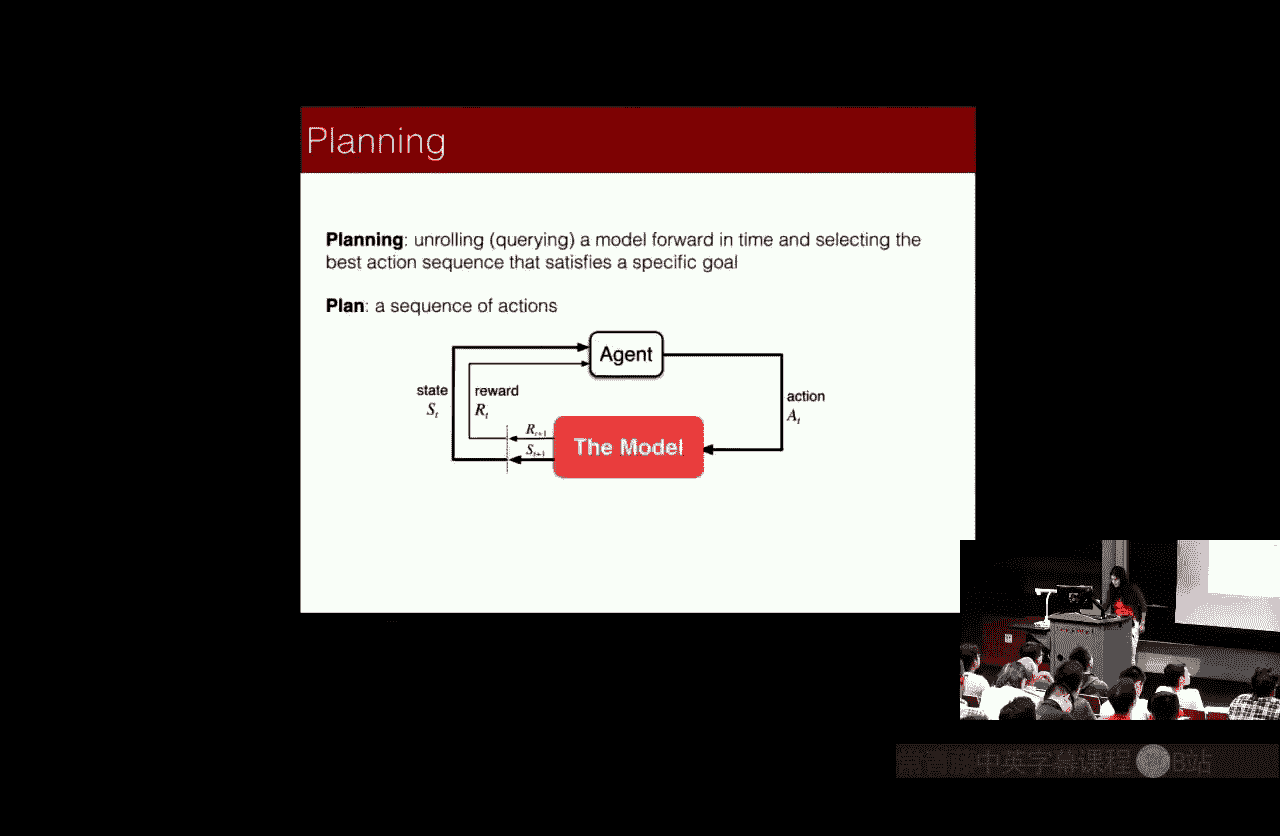 Planning
Planning: unrolling (querying) a model forward in time and selecting the
best action sequence that satisfies a specific goal
Plan: a sequence of actions
Agent
state
reward
action
S_t
R_t
A_t
R_{t+1}
S_{t+1}
The Model
中英字幕课程
B站